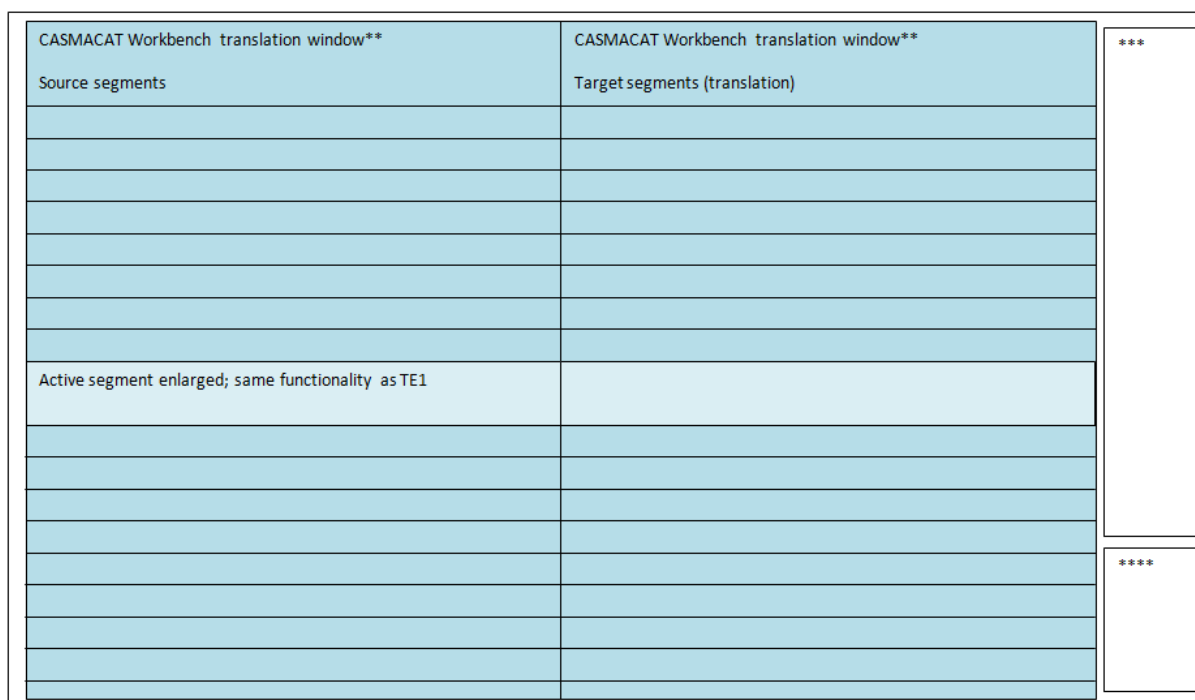 CASMACAT Workbench translation window**
Source segments
CASMACAT Workbench translation window**
Target segments (translation)
***
Active segment enlarged; same functionality as TE1
****